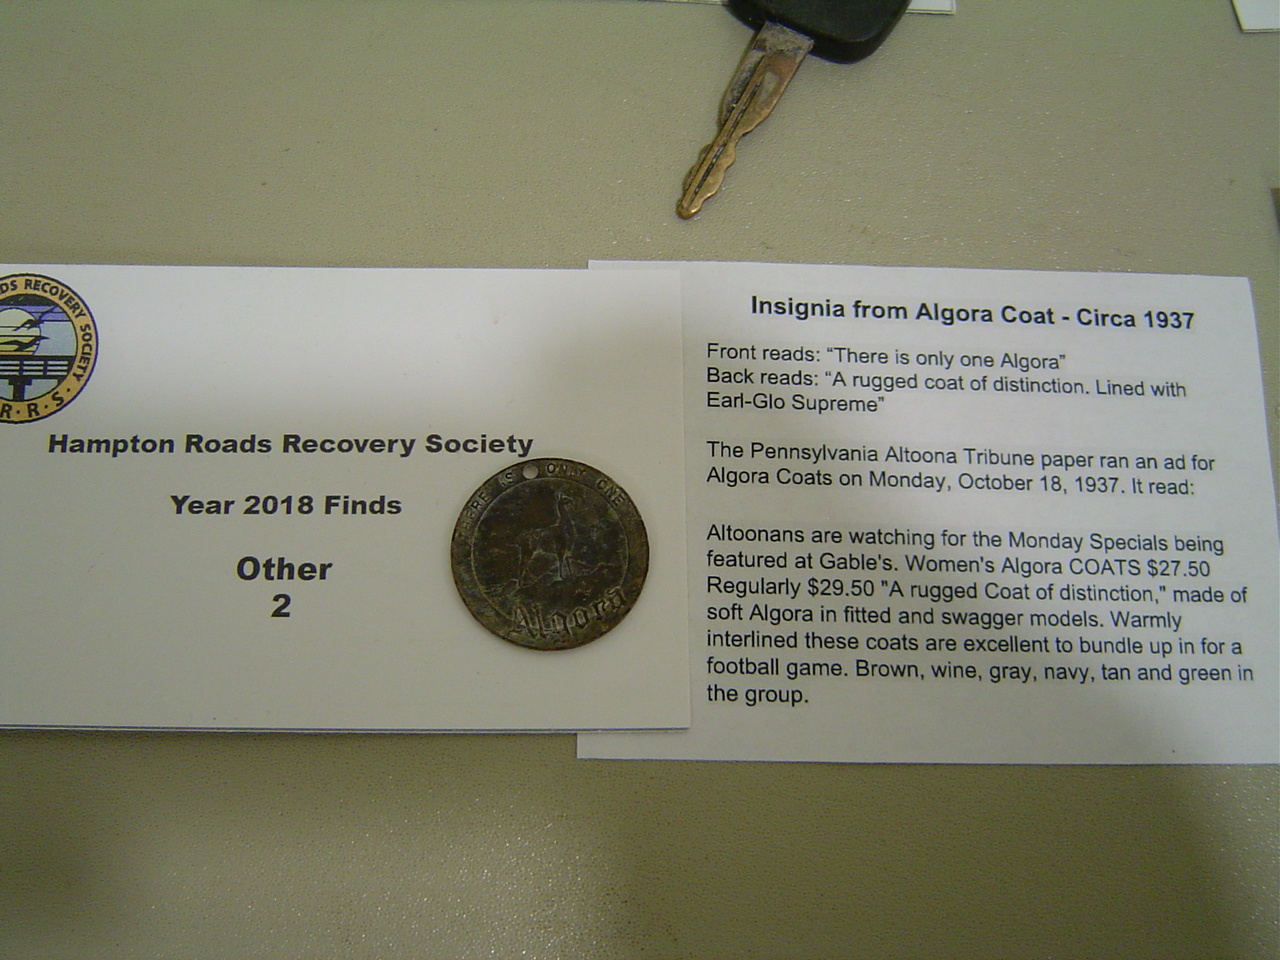 DS RECOVERY SOCIETY
R.R.S.
Hampton Roads Recovery Society
Year 2018 Finds
Other
2
ERE IS ONLY ONE
Algora
Insignia from Algora Coat - Circa 1937
Front reads: “There is only one Algora”
Back reads: “A rugged coat of distinction. Lined with
Earl-Glo Supreme”
The Pennsylvania Altoona Tribune paper ran an ad for
Algora Coats on Monday, October 18, 1937. It read:
Altoonans are watching for the Monday Specials being
featured at Gable's. Women's Algora COATS $27.50
Regularly $29.50 "A rugged Coat of distinction," made of
soft Algora in fitted and swagger models. Warmly
interlined these coats are excellent to bundle up in for a
football game. Brown, wine, gray, navy, tan and green in
the group.